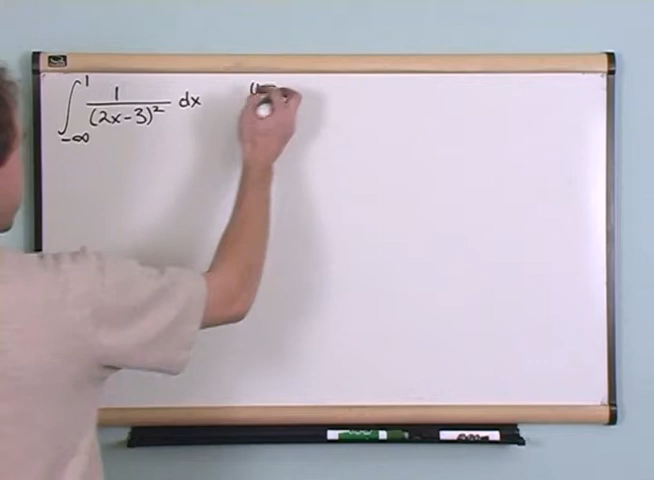 ∫_{-∞}^{1} 1/(2x-3)² dx
u=